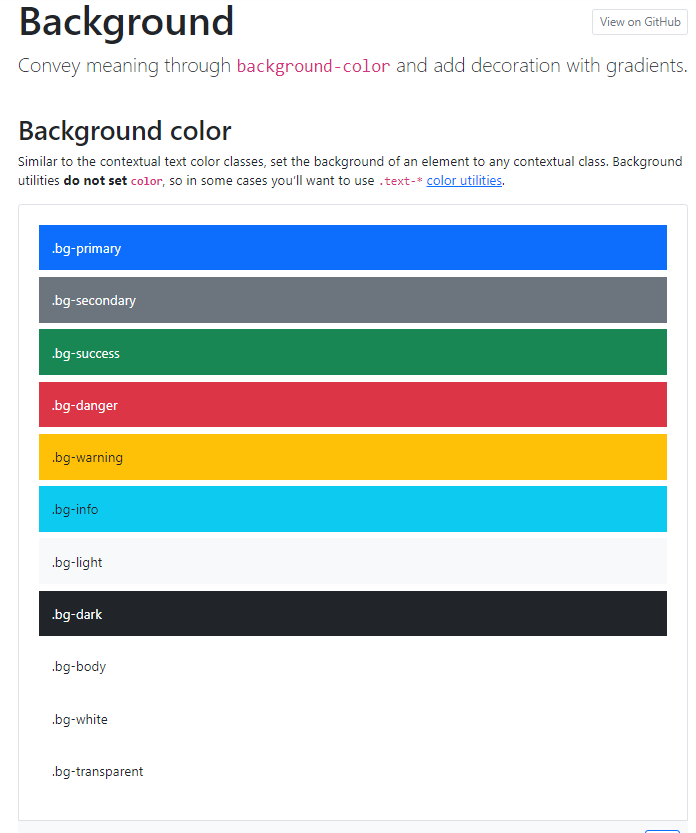 Background
View on GitHub
Convey meaning through background-color and add decoration with gradients.
Background color
Similar to the contextual text color classes, set the background of an element to any contextual class. Background
utilities do not set color, so in some cases you'll want to use .text-* color utilities.
.bg-primary
.bg-secondary
.bg-success
.bg-danger
.bg-warning
.bg-info
.bg-light
.bg-dark
.bg-body
.bg-white
.bg-transparent